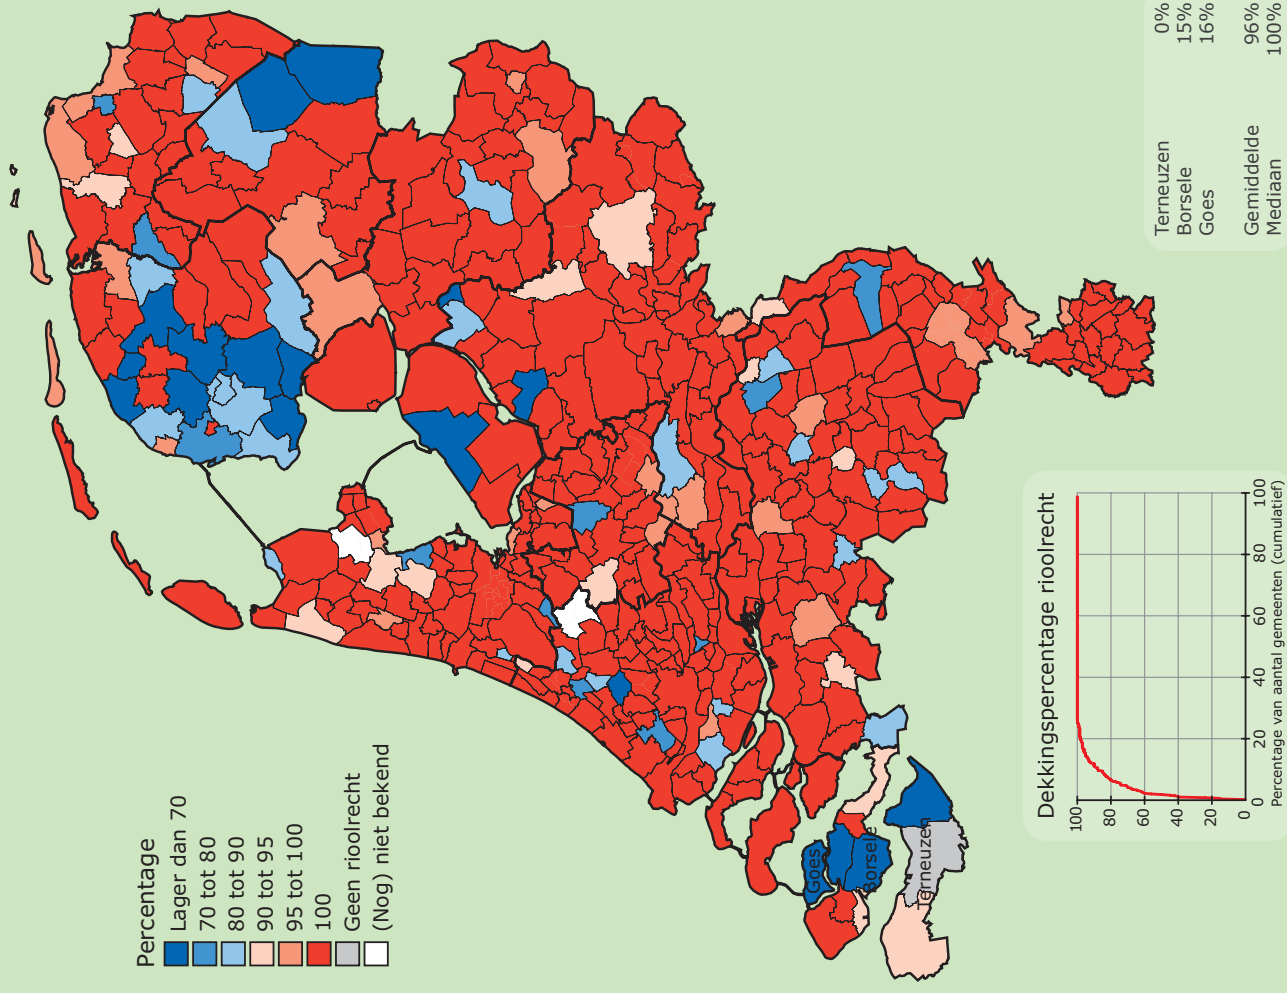 Percentage
Lager dan 70
70 tot 80
80 tot 90
90 tot 95
95 tot 100
100
Geen rioolrecht
(Nog) niet bekend
Goes
Borsele
Terneuzen
Dekkingspercentage rioolrecht
100
80
60
40
20
0
0 20 40 60 80 100
Percentage van aantal gemeenten (cumulatief)
Terneuzen 0%
Borsele 15%
Goes 16%
Gemiddelde 96%
Mediaan 100%